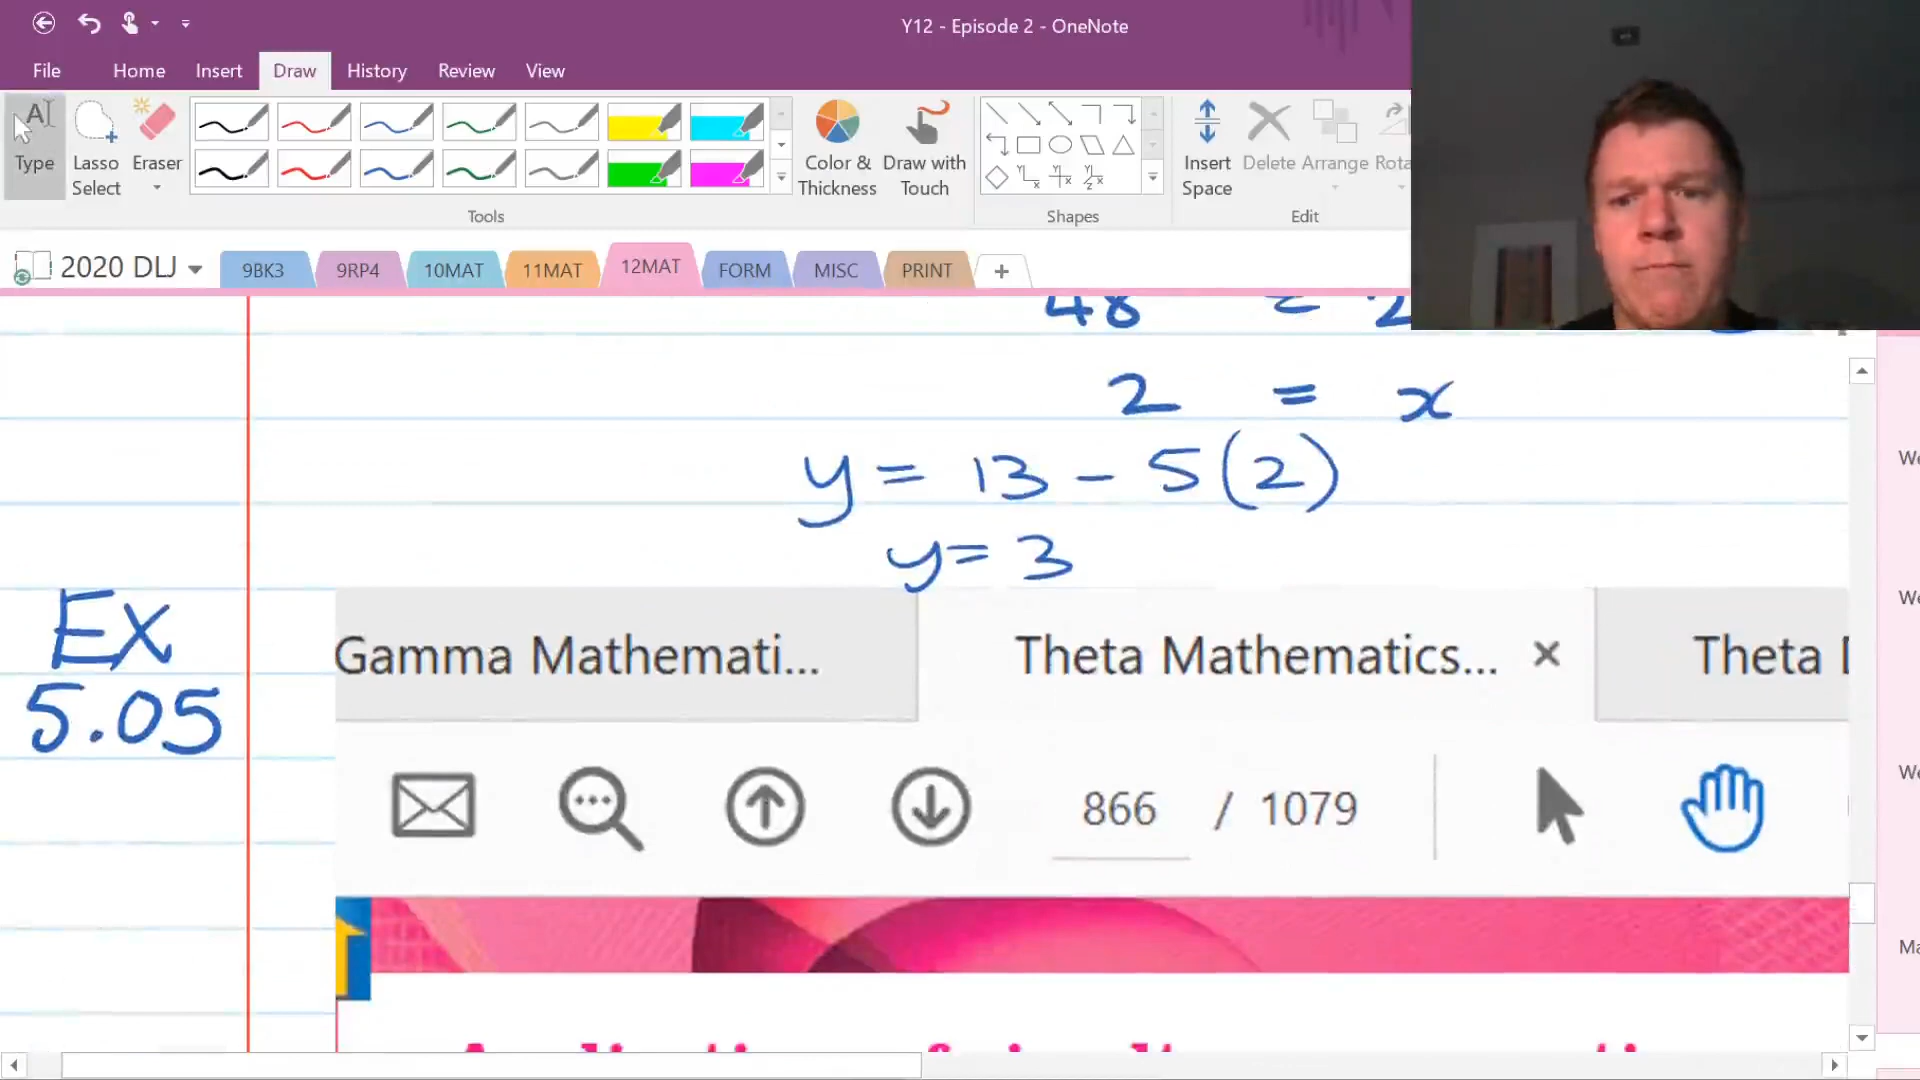 Y12 - Episode 2 - OneNote
File Home Insert Draw History Review View
Type
Lasso Select
Eraser
Color & Thickness
Draw with Touch
Insert Space
Delete Arrange
Tools Shapes Edit
2020 DLJ 9BK3 9RP4 10MAT 11MAT 12MAT FORM MISC PRINT +
48 = 2
2 = x
y = 13 - 5(2)
y = 3
Ex
5.05
Gamma Mathemati... Theta Mathematics... × Theta
866 / 1079